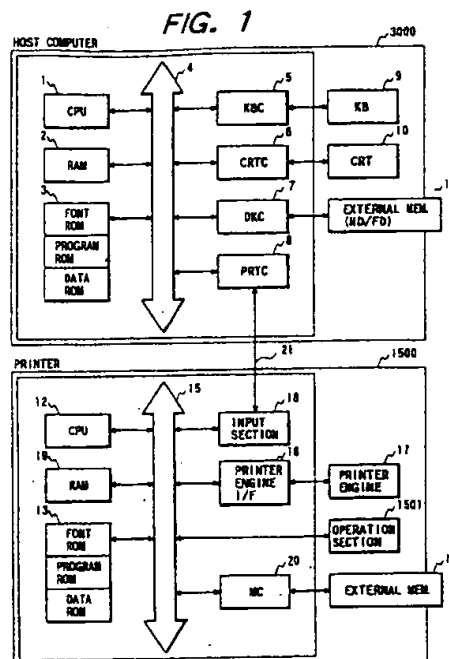 FIG. 1
HOST COMPUTER
3000
1
CPU
4
5
KBC
9
KB
2
RAM
6
CRTC
10
CRT
3
FONT ROM
PROGRAM ROM
DATA ROM
7
DKC
EXTERNAL MEM. (HD/FD)
8
PRTC
21
PRINTER
1500
12
CPU
15
18
INPUT SECTION
19
RAM
16
PRINTER ENGINE I/F
17
PRINTER ENGINE
13
FONT ROM
PROGRAM ROM
DATA ROM
1501
OPERATION SECTION
20
MC
EXTERNAL MEM.